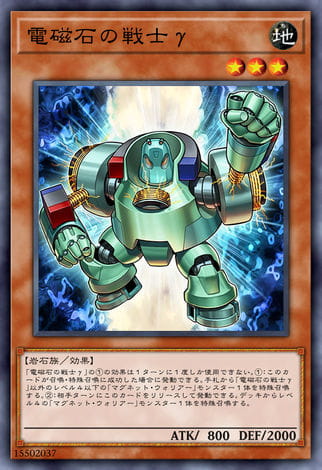 電磁石の戦士γ
地
【岩石族／効果】
「電磁石の戦士γ」の①の効果は１ターンに１度しか使用できない。①：このカ
ードが召喚・特殊召喚に成功した場合に発動できる。手札から「電磁石の戦士γ」
以外のレベル４以下の「マグネット・ウォリアー」モンスター１体を特殊召喚す
る。②：相手ターンにこのカードをリリースして発動できる。デッキからレベ
ル４の「マグネット・ウォリアー」モンスター１体を特殊召喚する。
ATK/ 800 DEF/2000
15502037